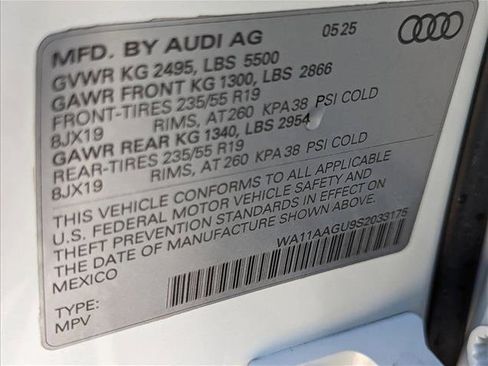 MFD. BY AUDI AG 05 25
GVWR KG 2495, LBS 5500
GAWR FRONT KG 1300, LBS 2866
FRONT-TIRES 235/55 R19
8JX19 RIMS, AT 260 KPA 38 PSI COLD
GAWR REAR KG 1340, LBS 2954
REAR-TIRES 235/55 R19
8JX19 RIMS, AT 260 KPA 38 PSI COLD
THIS VEHICLE CONFORMS TO ALL APPLICABLE
U.S. FEDERAL MOTOR VEHICLE SAFETY AND
THEFT PREVENTION STANDARDS IN EFFECT ON
THE DATE OF MANUFACTURE SHOWN ABOVE.
MEXICO WA11AAGU9S2033175
TYPE:
MPV